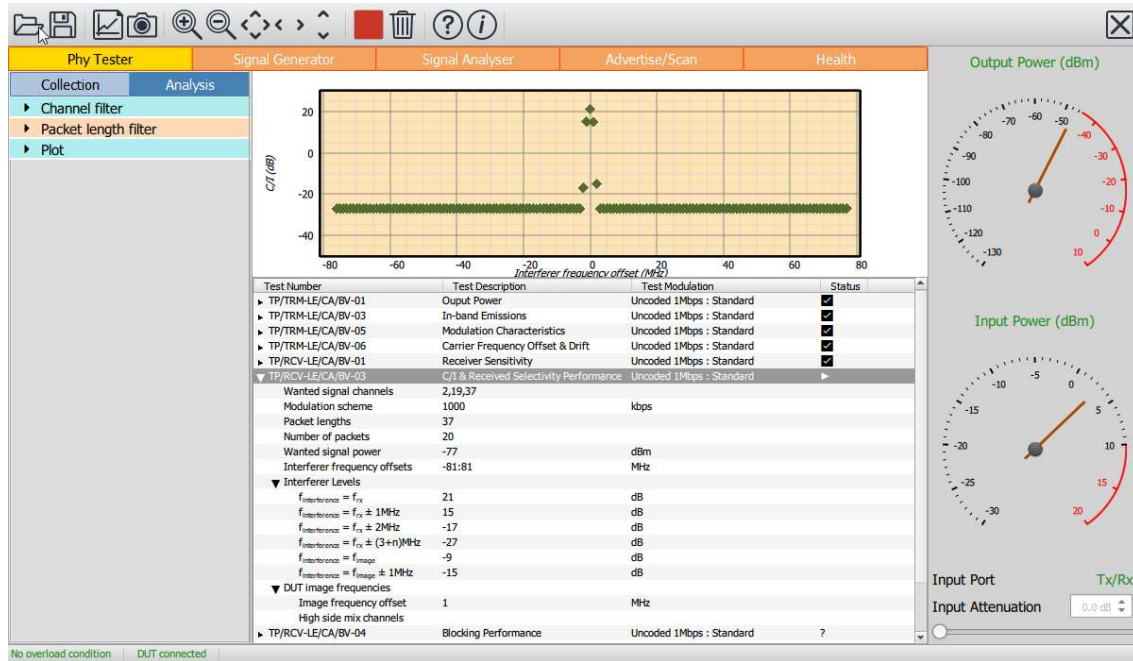 Phy Tester Signal Generator Signal Analyser Advertise/Scan Health
Collection Analysis
Channel filter
Packet length filter
Plot
20
0
-20
-40
C/I (dB)
-80 -60 -40 -20 0 20 40 60 80
Interferer frequency offset (MHz)
Test Number Test Description Test Modulation Status
TP/TRM-LE/CA/BV-01 Ouput Power Uncoded 1Mbps : Standard
TP/TRM-LE/CA/BV-03 In-band Emissions Uncoded 1Mbps : Standard
TP/TRM-LE/CA/BV-05 Modulation Characteristics Uncoded 1Mbps : Standard
TP/TRM-LE/CA/BV-06 Carrier Frequency Offset & Drift Uncoded 1Mbps : Standard
TP/RCV-LE/CA/BV-01 Receiver Sensitivity Uncoded 1Mbps : Standard
TP/RCV-LE/CA/BV-03 C/I & Received Selectivity Performance Uncoded 1Mbps : Standard
Wanted signal channels 2,19,37
Modulation scheme 1000 kbps
Packet lengths 37
Number of packets 20
Wanted signal power -77 dBm
Interferer frequency offsets -81:81 MHz
Interferer Levels
finterference = frx 21 dB
finterference = frx ± 1MHz 15 dB
finterference = frx ± 2MHz -17 dB
finterference = frx ± (3+n)MHz -27 dB
finterference = fimage -9 dB
finterference = fimage ± 1MHz -15 dB
DUT image frequencies
Image frequency offset 1 MHz
High side mix channels
TP/RCV-LE/CA/BV-04 Blocking Performance Uncoded 1Mbps : Standard ?
Output Power (dBm)
-130 -120 -110 -100 -90 -80 -70 -60 -50 -40 -30 -20 -10 0 10
Input Power (dBm)
-30 -25 -20 -15 -10 -5 0 5 10 15 20
Input Port Tx/Rx
Input Attenuation 0.0 dB
No overload condition DUT connected